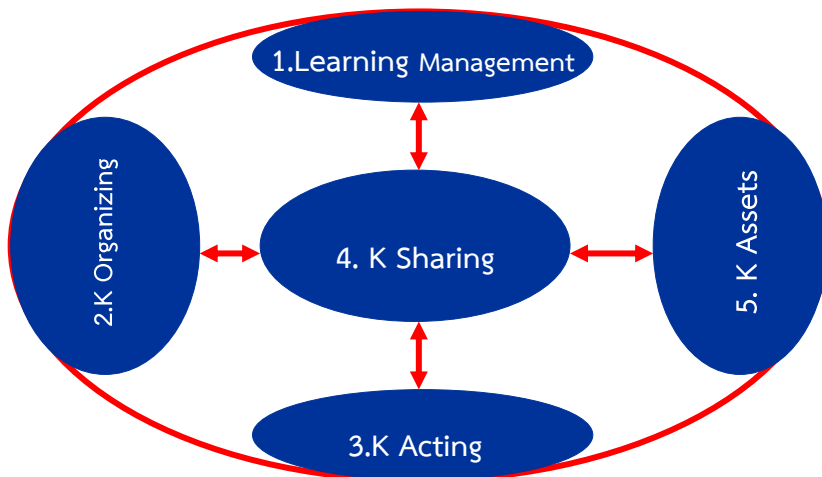 1.Learning Management
2.K Organizing
4. K Sharing
5. K Assets
3.K Acting